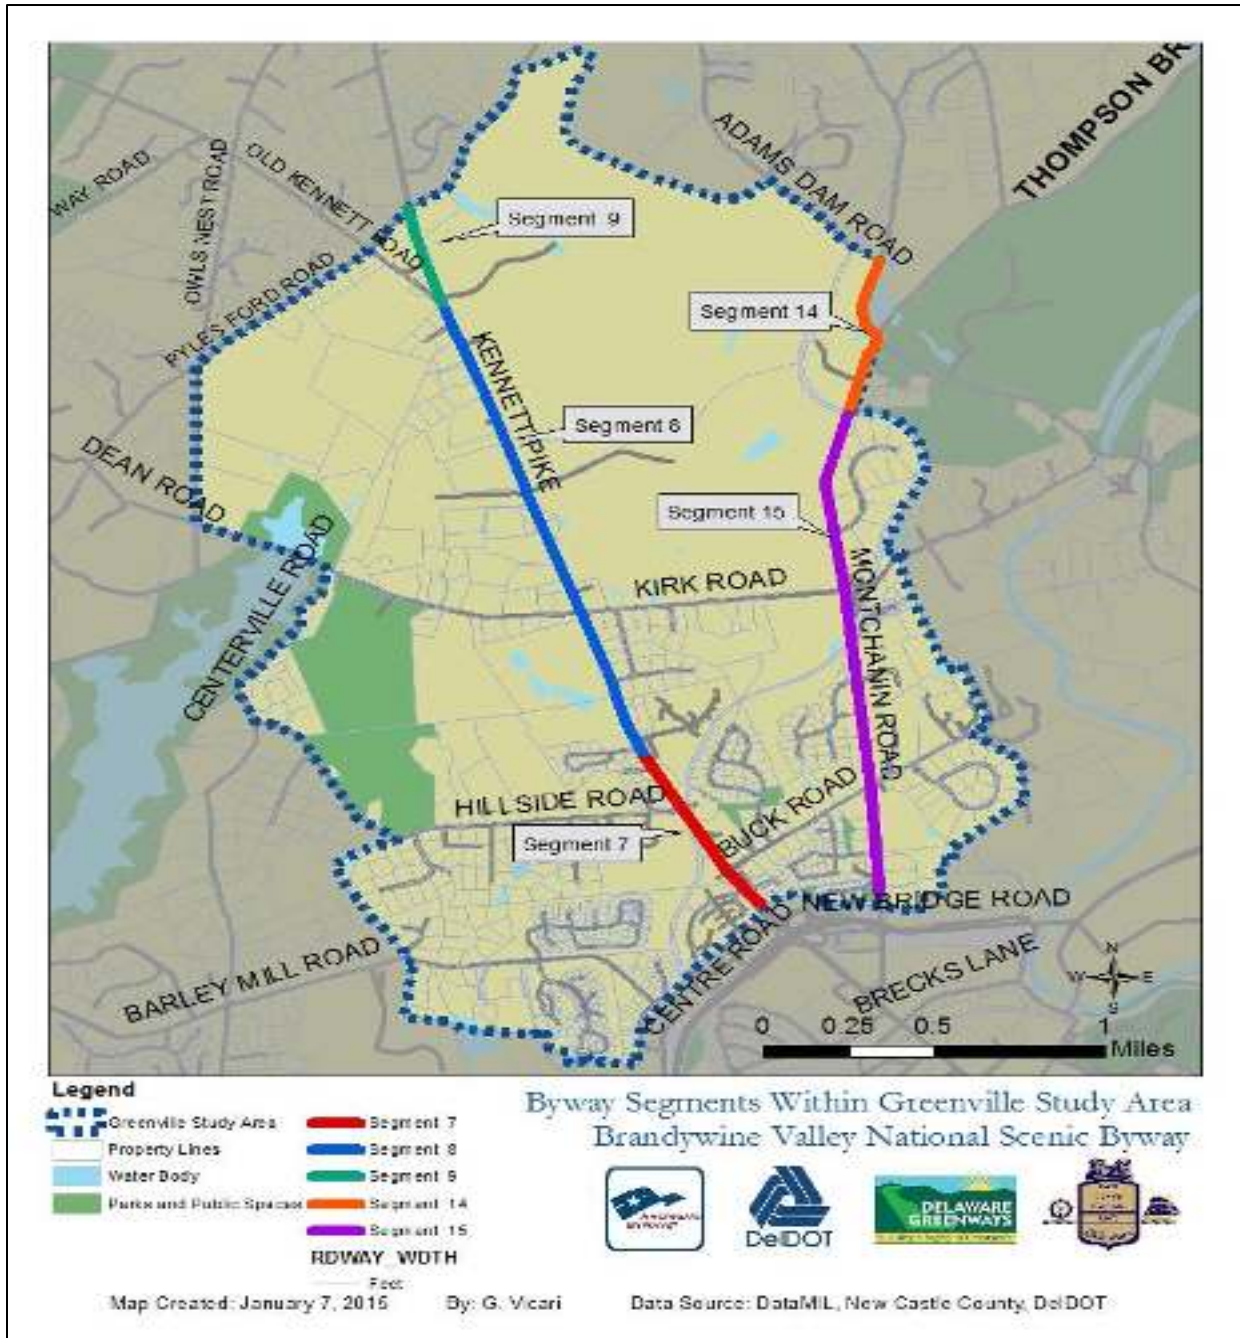 THOMPSON BR
ADAMS DAM ROAD
WAY ROAD
OLD KENNETT ROAD
OWLS NEST ROAD
Segment 9
PYLES FORD ROAD
Segment 14
KENNETT PIKE
Segment 8
DEAN ROAD
Segment 15
CENTERVILLE ROAD
KIRK ROAD
MONTCHANIN ROAD
HILLSIDE ROAD
BUCK ROAD
Segment 7
NEW BRIDGE ROAD
CENTRE ROAD
BARLEY MILL ROAD
BRECKS LANE
N
W E
S
0 0.25 0.5 1
Miles
Legend
Greenville Study Area
Property Lines
Water Body
Parks and Public Spaces
Segment 7
Segment 8
Segment 9
Segment 14
Segment 15
RDWAY_WDTH
Feet
Byway Segments Within Greenville Study Area
Brandywine Valley National Scenic Byway
DelDOT
DELAWARE
GREENWAYS
Map Created: January 7, 2015 By: G. Vicari Data Source: DataMIL, New Castle County, DelDOT